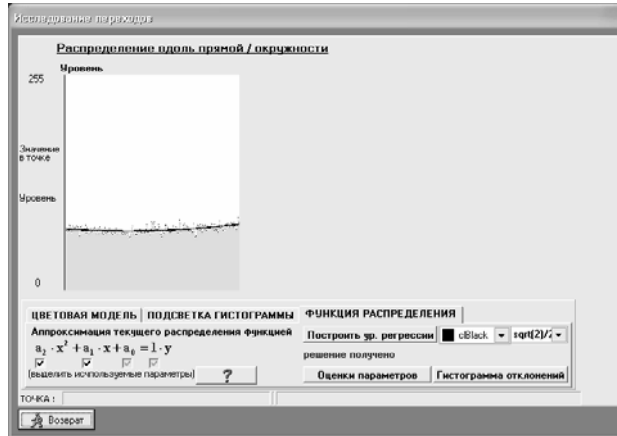 Исследование переходов
Распределение вдоль прямой / окружности
Уровень
255
Значение
в точке
Уровень
0
ЦВЕТОВАЯ МОДЕЛЬ ПОДСВЕТКА ГИСТОГРАММЫ ФУНКЦИЯ РАСПРЕДЕЛЕНИЯ
Аппроксимация текущего распределения функцией
Построить ур. регрессии clBlack sqrt(2)/2
a₂ · x² + a₁ · x + a₀ = 1 · y
решение получено
(выделить используемые параметры) ?
Оценки параметров Гистограмма отклонений
ТОЧКА :
Возврат